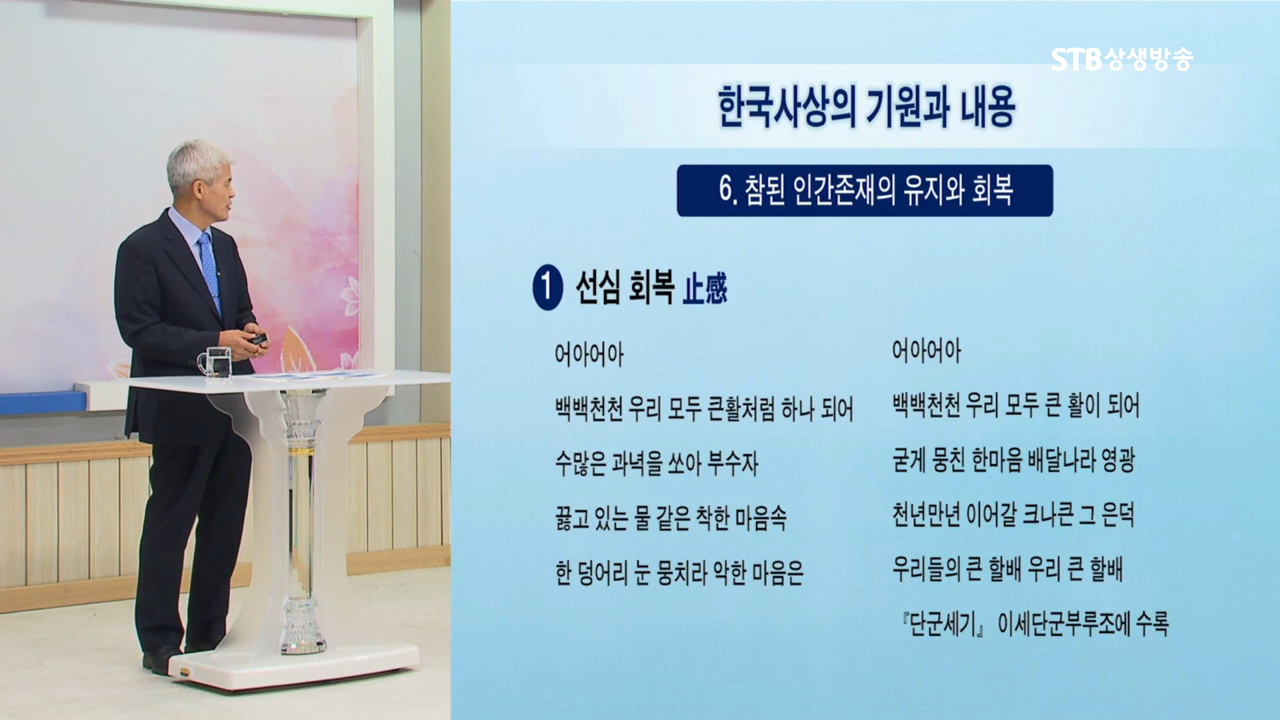 STB상생방송
한국사상의 기원과 내용
6. 참된 인간존재의 유지와 회복
1 선심 회복 止感
어아어아
백백천천 우리 모두 큰활처럼 하나 되어
수많은 과녁을 쏘아 부수자
끓고 있는 물 같은 착한 마음속
한 덩어리 눈 뭉치라 악한 마음은
어아어아
백백천천 우리 모두 큰 활이 되어
굳게 뭉친 한마음 배달나라 영광
천년만년 이어갈 크나큰 그 은덕
우리들의 큰 할배 우리 큰 할배
『단군세기』 이세단군부루조에 수록